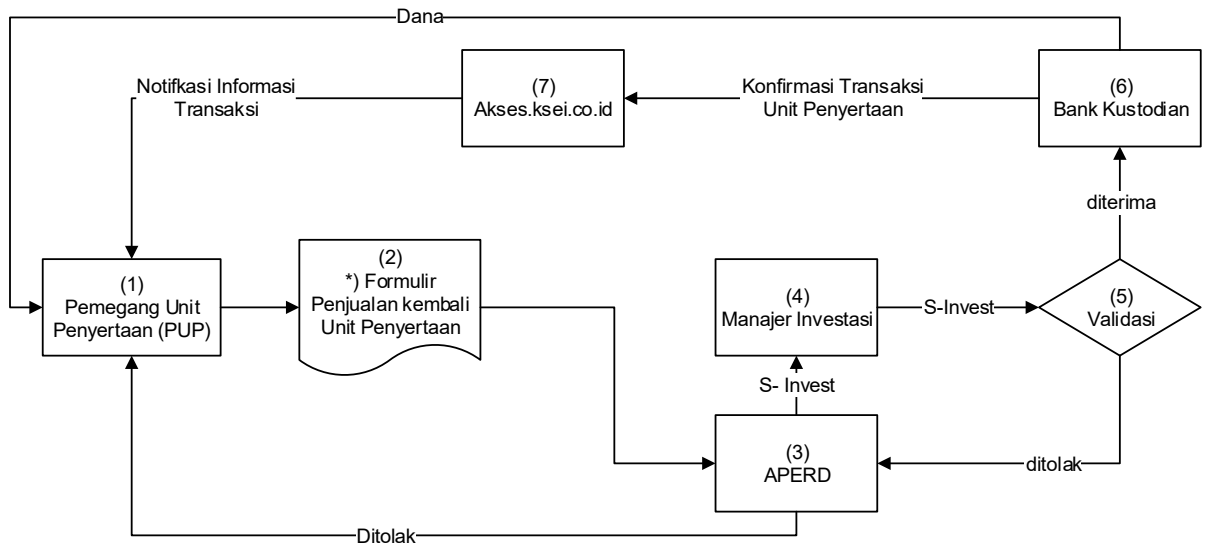 Dana
Notifkasi Informasi
Transaksi
(7)
Akses.ksei.co.id
Konfirmasi Transaksi
Unit Penyertaan
(6)
Bank Kustodian
diterima
(1)
Pemegang Unit
Penyertaan (PUP)
(2)
*) Formulir
Penjualan kembali
Unit Penyertaan
(4)
Manajer Investasi
S-Invest
(5)
Validasi
S- Invest
(3)
APERD
ditolak
Ditolak